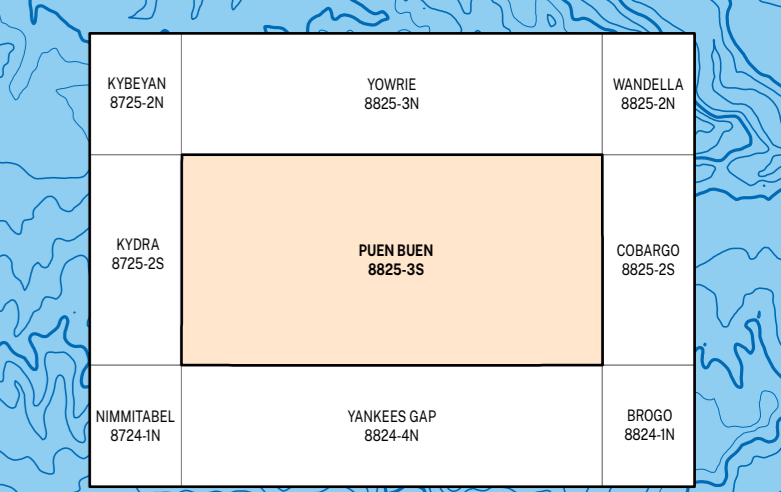 KYBEYAN
8725-2N
YOWRIE
8825-3N
WANDELLA
8825-2N
KYDRA
8725-2S
PUEN BUEN
8825-3S
COBARGO
8825-2S
NIMMITABEL
8724-1N
YANKEES GAP
8824-4N
BROGO
8824-1N